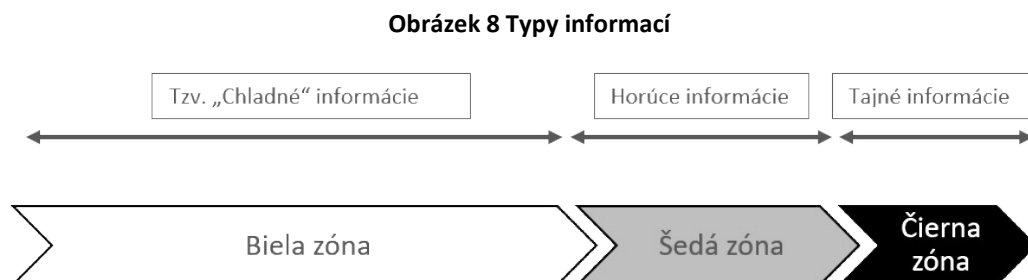 Obrázek 8 Typy informací
Tzv. „Chladné“ informácie
Horúce informácie
Tajné informácie
Biela zóna
Šedá zóna
Čierna
zóna